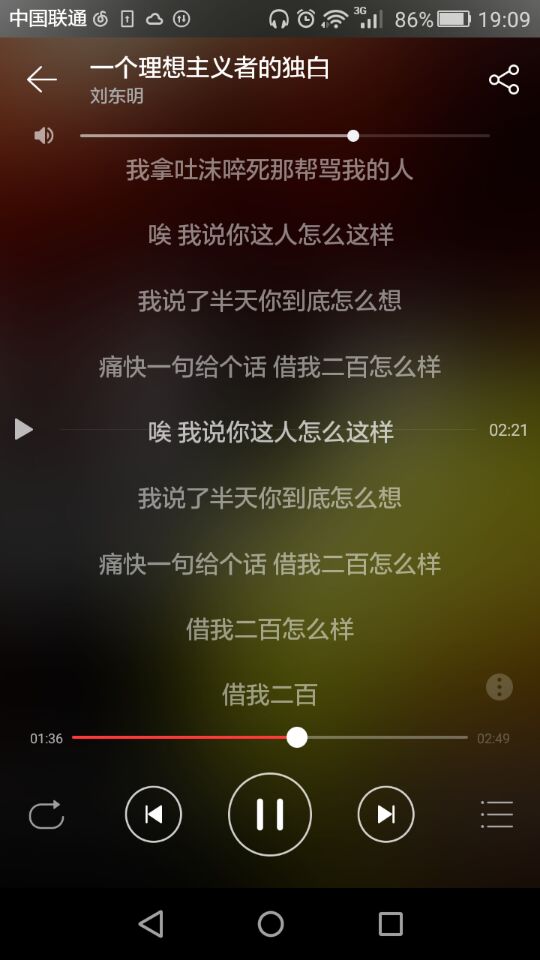 中国联通 3G 86% 19:09
一个理想主义者的独白
刘东明
我拿吐沫啐死那帮骂我的人
唉 我说你这人怎么这样
我说了半天你到底怎么想
痛快一句给个话 借我二百怎么样
唉 我说你这人怎么这样 02:21
我说了半天你到底怎么想
痛快一句给个话 借我二百怎么样
借我二百怎么样
借我二百
01:36 02:49